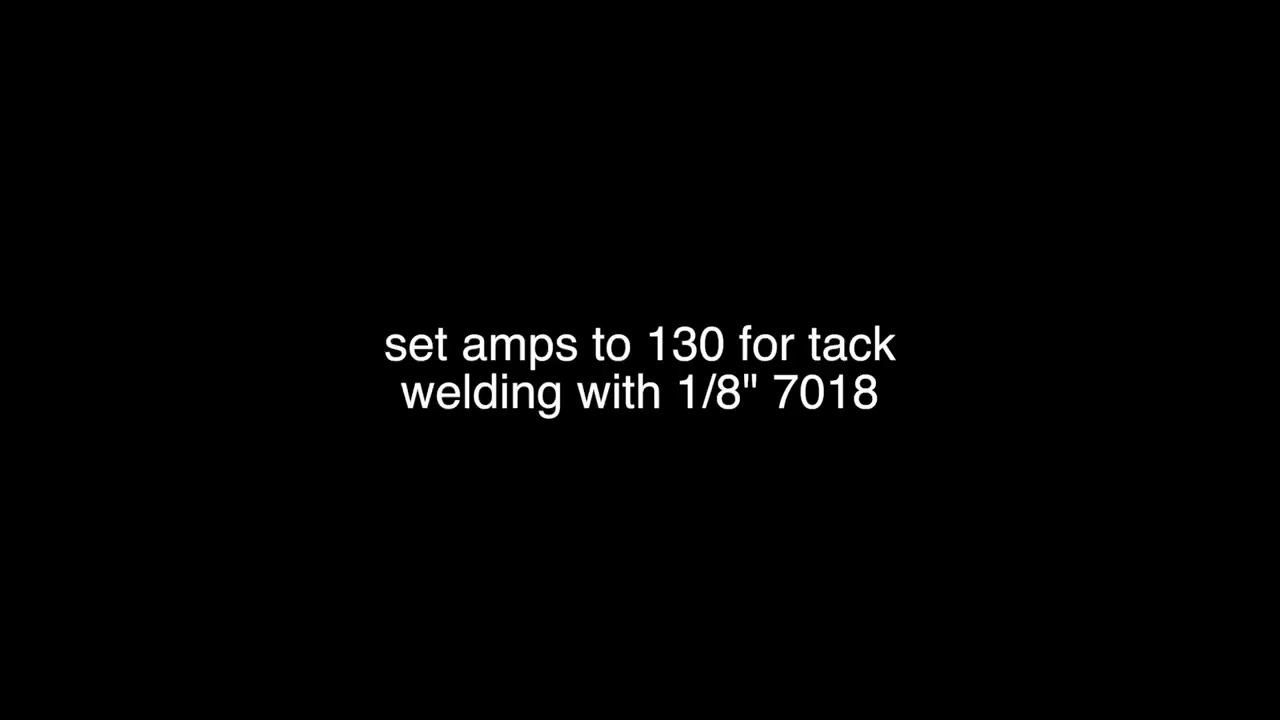 set amps to 130 for tack
welding with 1/8" 7018